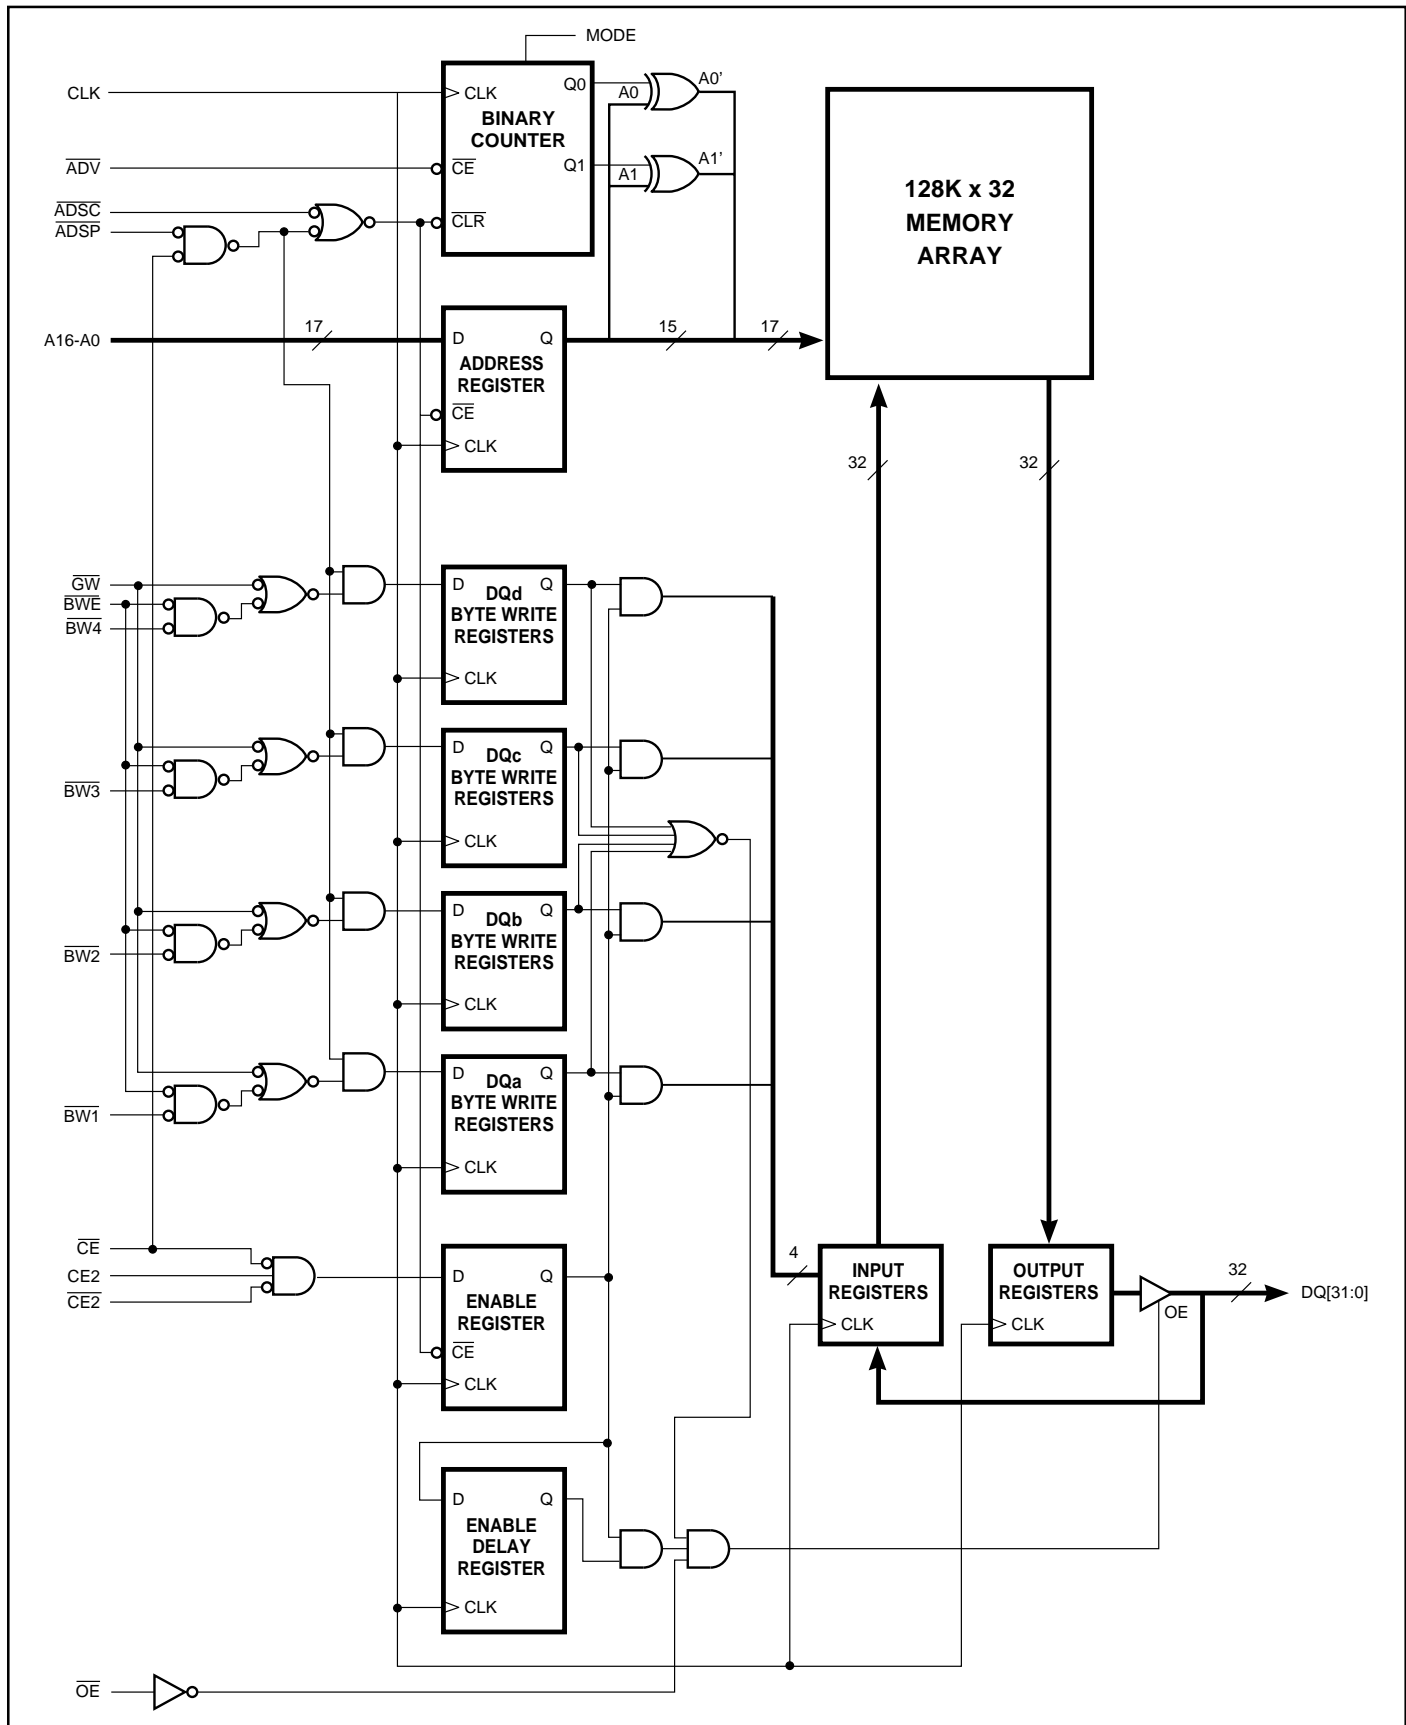 MODE
CLK
CLK
Q0
A0
A0'
BINARY
COUNTER
ADV
CE
Q1
A1
A1'
ADSC
ADSP
CLR
128K x 32
MEMORY
ARRAY
A16-A0
17
D
Q
15
17
ADDRESS
REGISTER
CE
CLK
32
32
GW
BWE
BW4
D
DQd
Q
BYTE WRITE
REGISTERS
CLK
BW3
D
DQc
Q
BYTE WRITE
REGISTERS
CLK
BW2
D
DQb
Q
BYTE WRITE
REGISTERS
CLK
BW1
D
DQa
Q
BYTE WRITE
REGISTERS
CLK
CE
CE2
CE2
D
Q
ENABLE
REGISTER
CE
CLK
4
INPUT
REGISTERS
CLK
OUTPUT
REGISTERS
CLK
OE
32
DQ[31:0]
D
Q
ENABLE
DELAY
REGISTER
CLK
OE